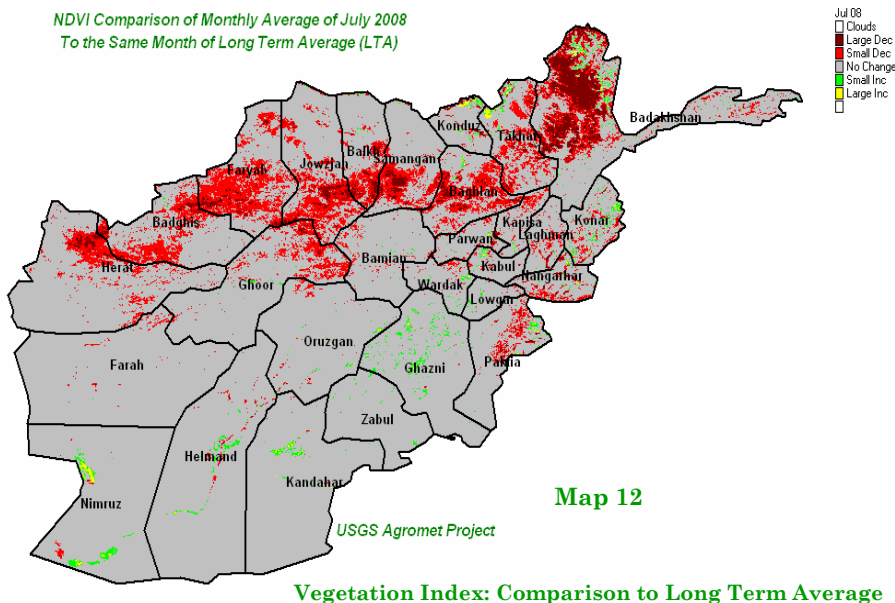 NDVI Comparison of Monthly Average of July 2008
To the Same Month of Long Term Average (LTA)
Jul 08
Clouds
Large Dec
Small Dec
No Change
Small Inc
Large Inc
Badakhshan
Konduz
Takhar
Balkh
Samangan
Jowzjan
Faryab
Baghlan
Badghis
Kapisa
Konar
Laghman
Parwan
Bamian
Kabul
Herat
Nangarhar
Wardak
Ghoor
Lowgar
Oruzgan
Farah
Ghazni
Paktia
Zabul
Helmand
Kandahar
Nimruz
Map 12
USGS Agromet Project
Vegetation Index: Comparison to Long Term Average